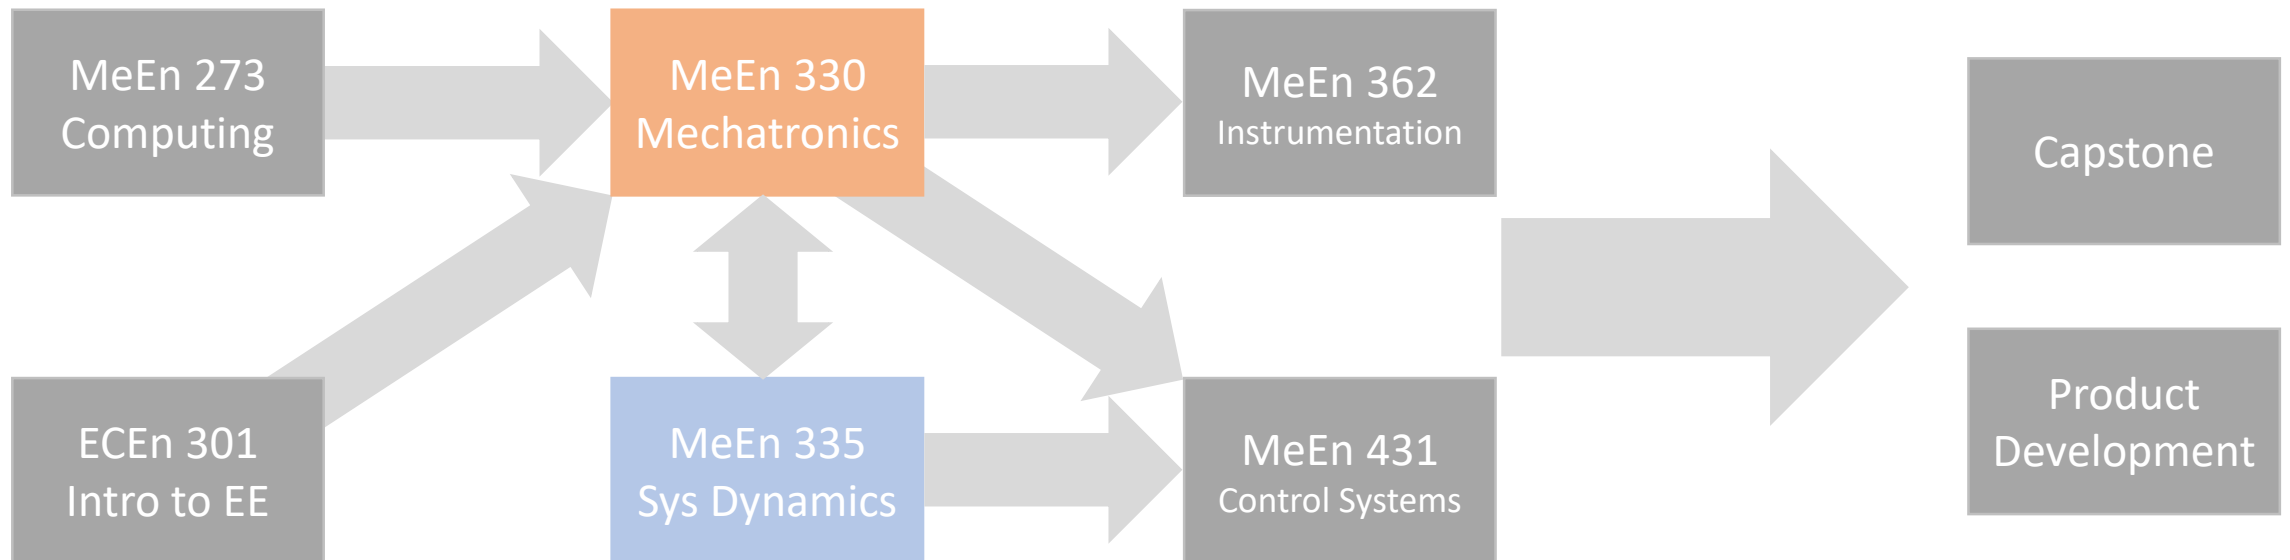 MeEn 273
Computing
MeEn 330
Mechatronics
MeEn 362
Instrumentation
Capstone
ECEn 301
Intro to EE
MeEn 335
Sys Dynamics
MeEn 431
Control Systems
Product
Development